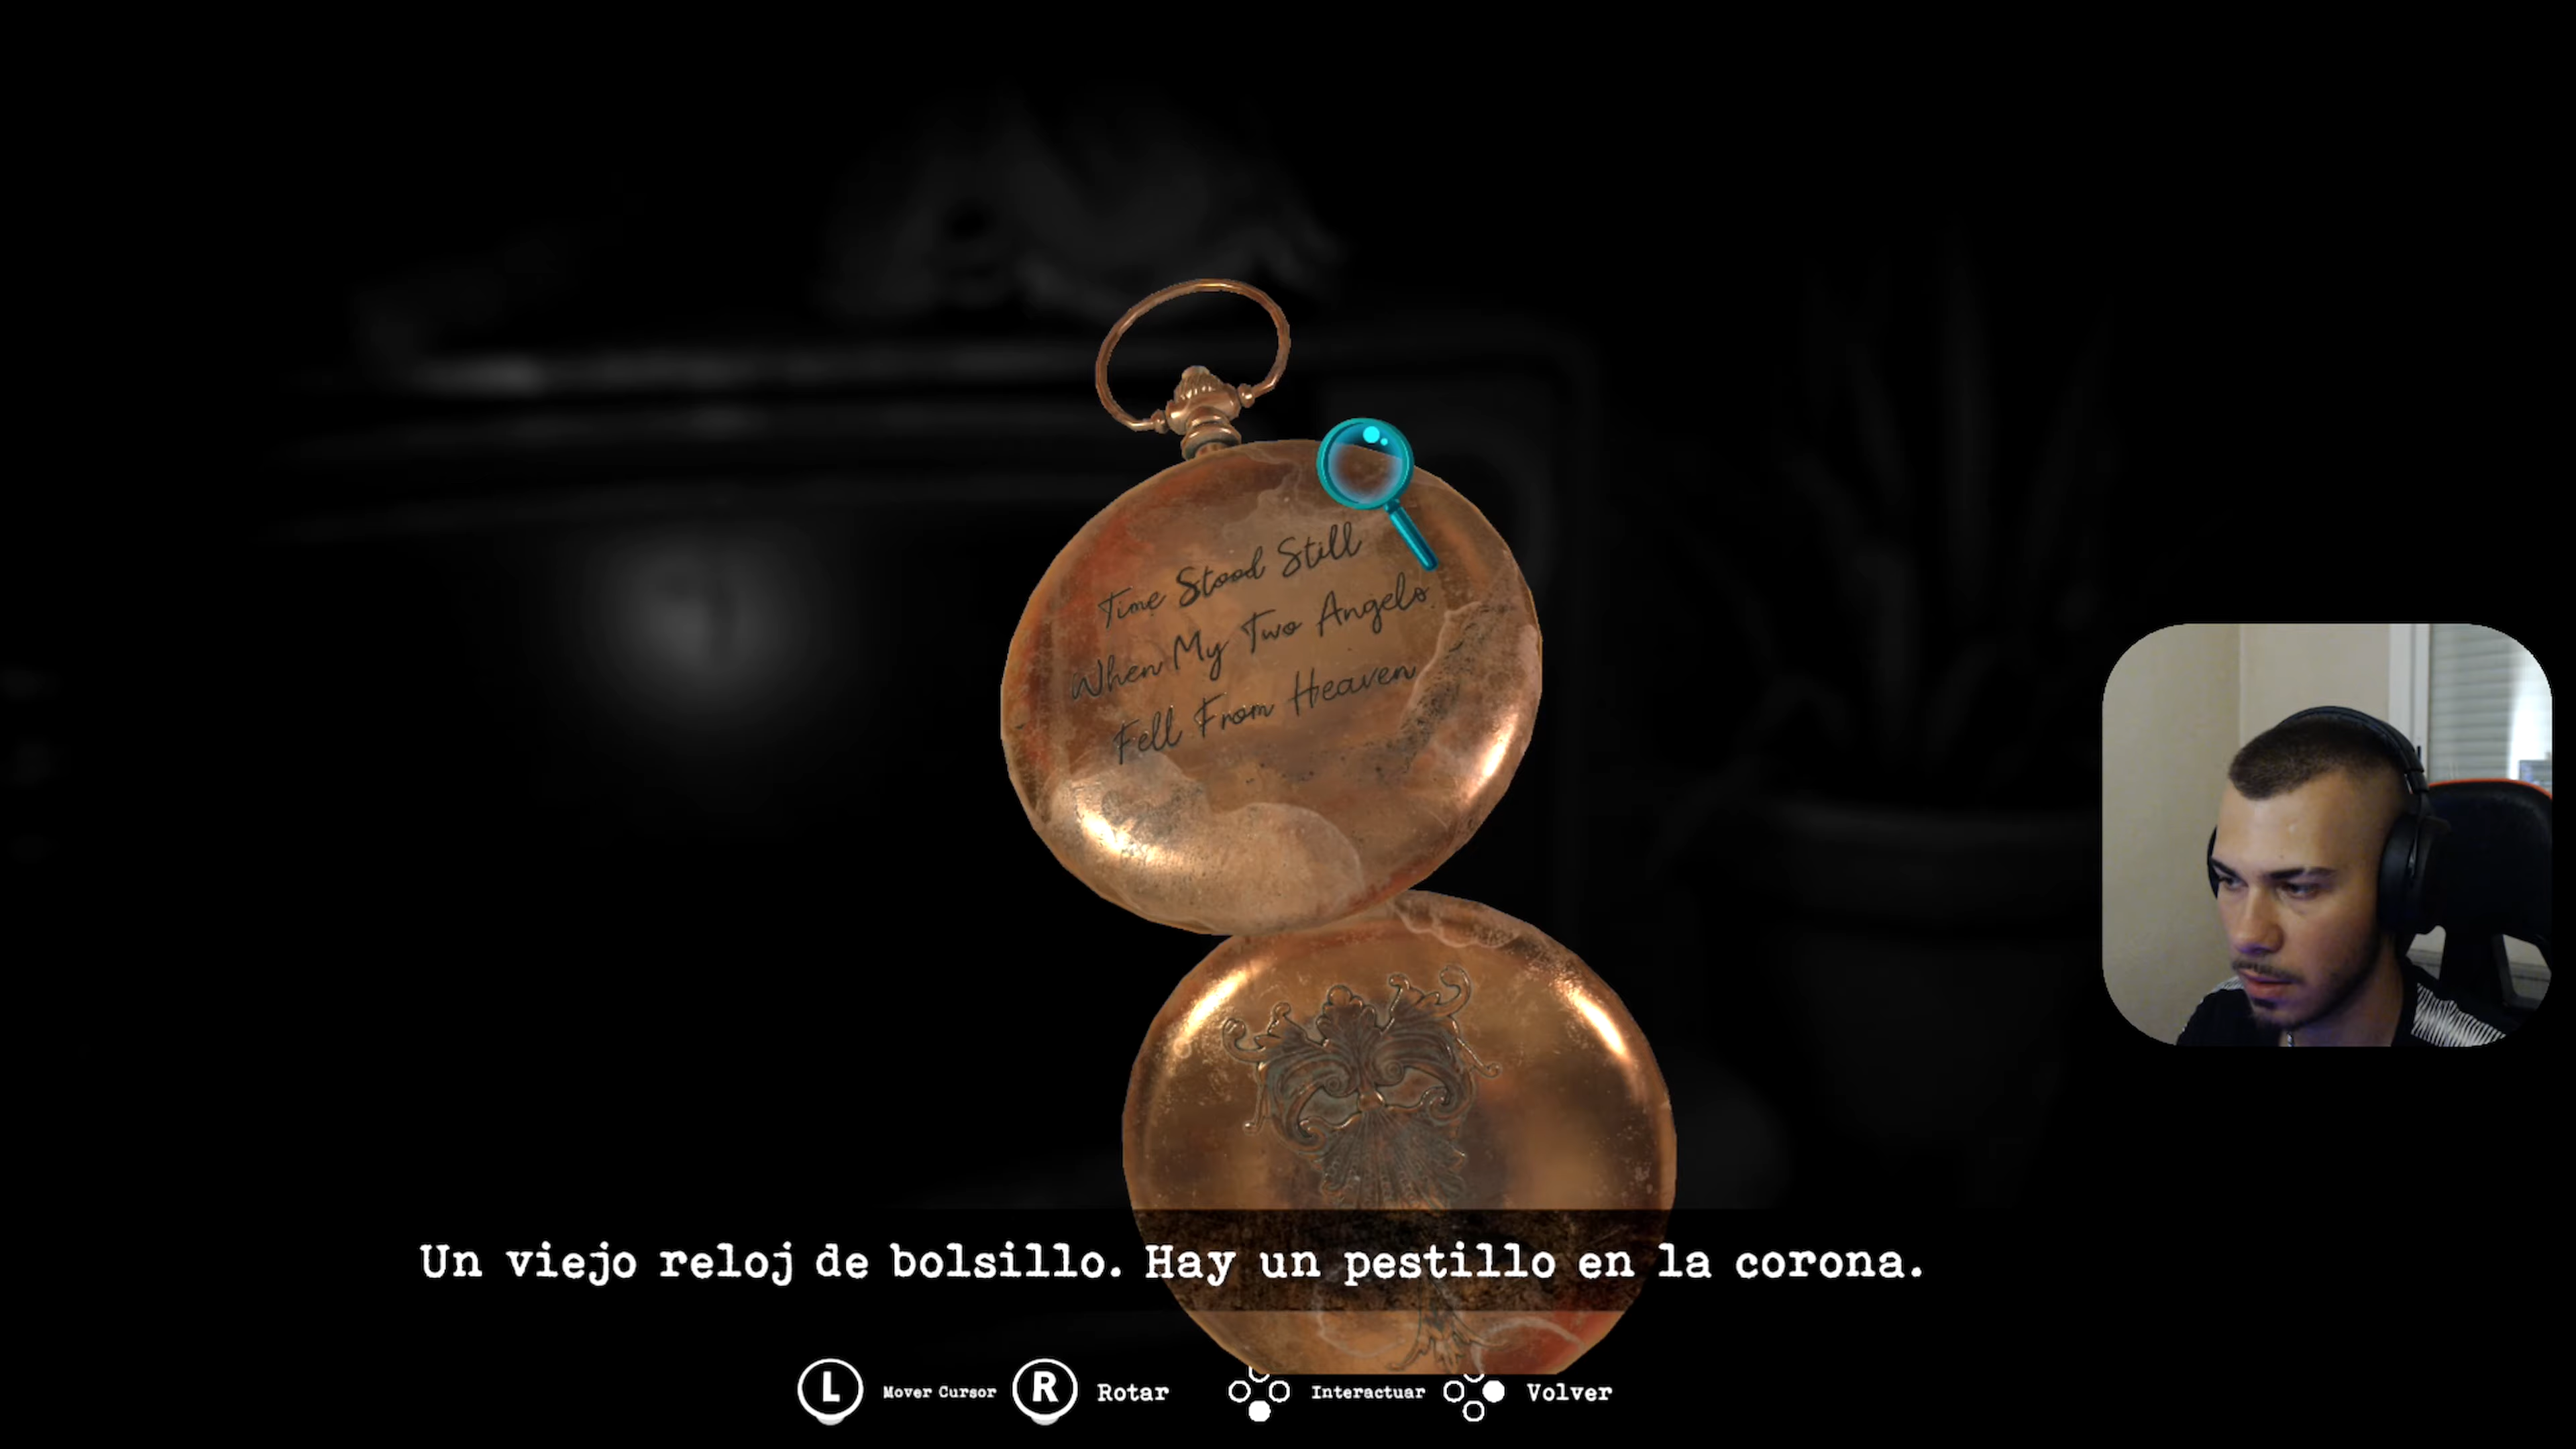 Time Stood Still
When My Two Angels
Fell From Heaven
Un viejo reloj de bolsillo. Hay un pestillo en la corona.
L Mover Cursor R Rotar Interactuar Volver